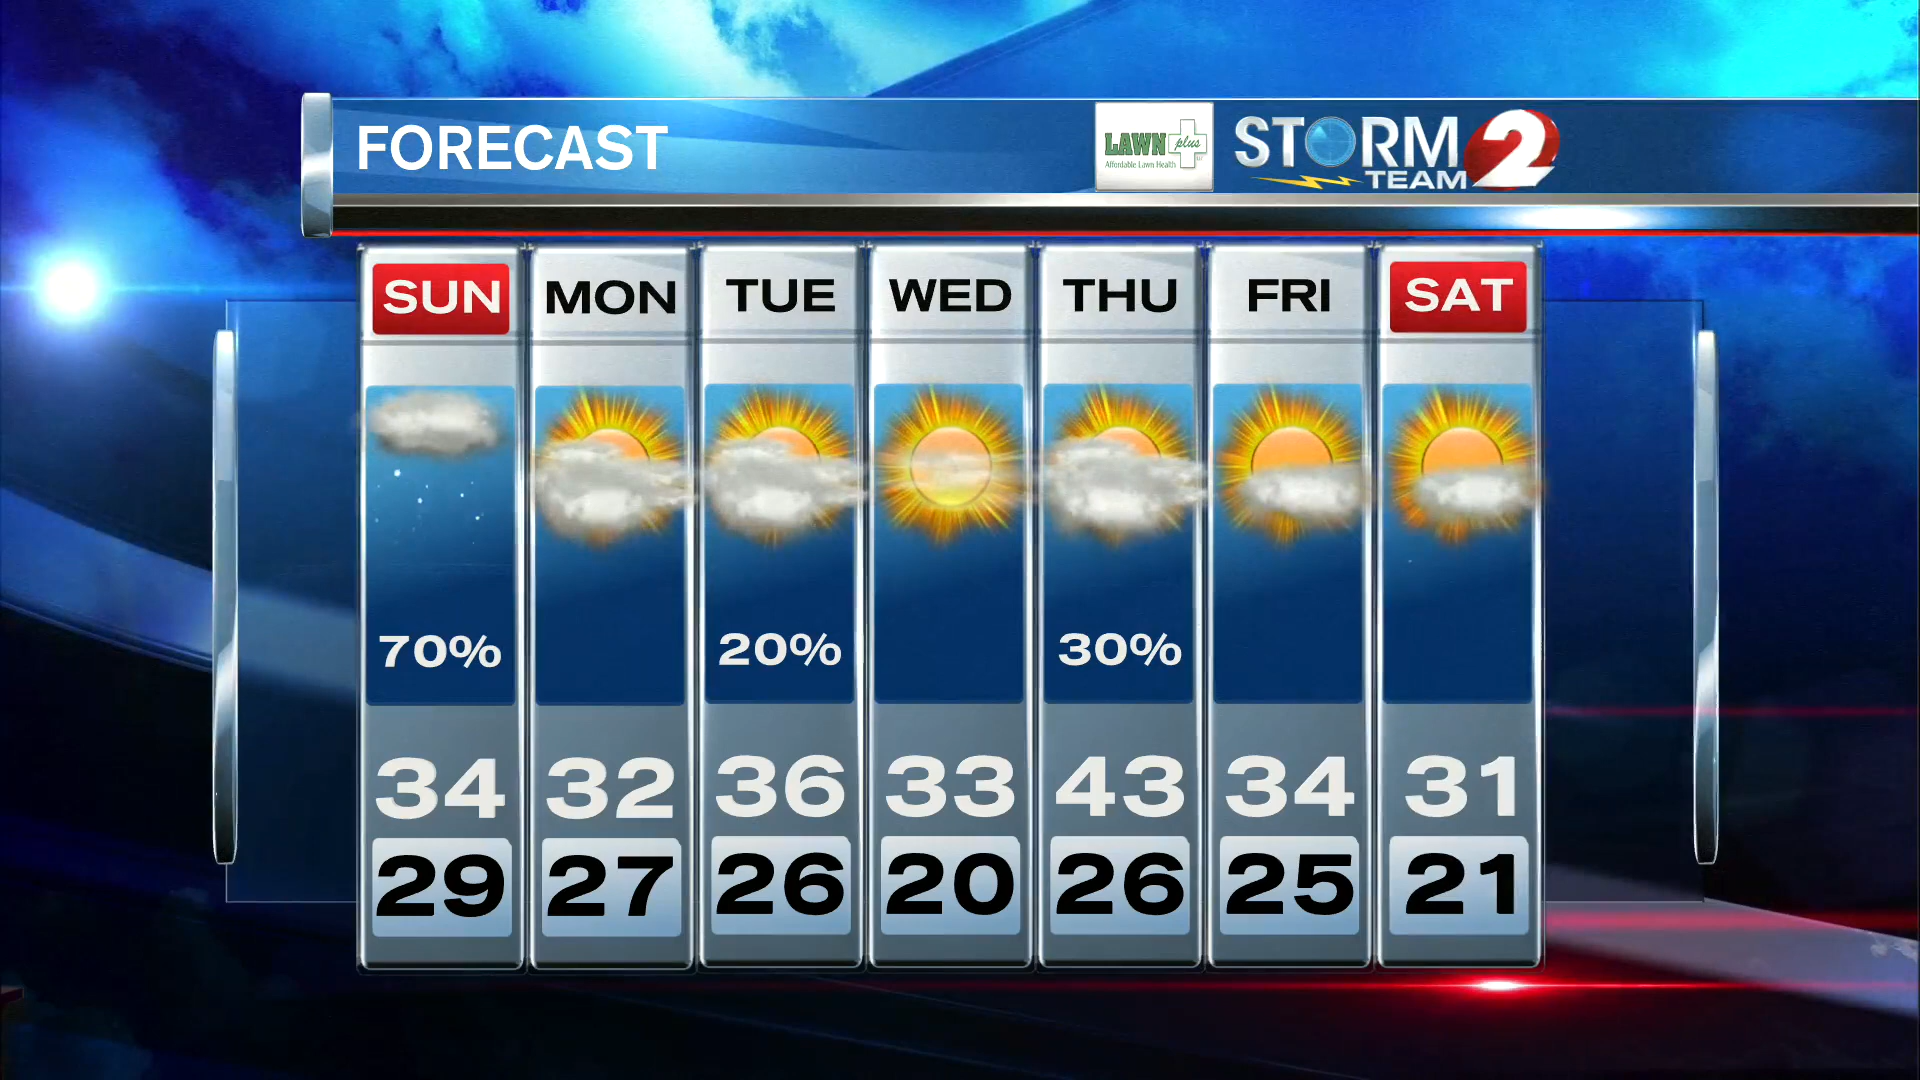 FORECAST
LAWN plus
Affordable Lawn Health
STORM
TEAM 2
SUN MON TUE WED THU FRI SAT
70% 20% 30%
34 32 36 33 43 34 31
29 27 26 20 26 25 21